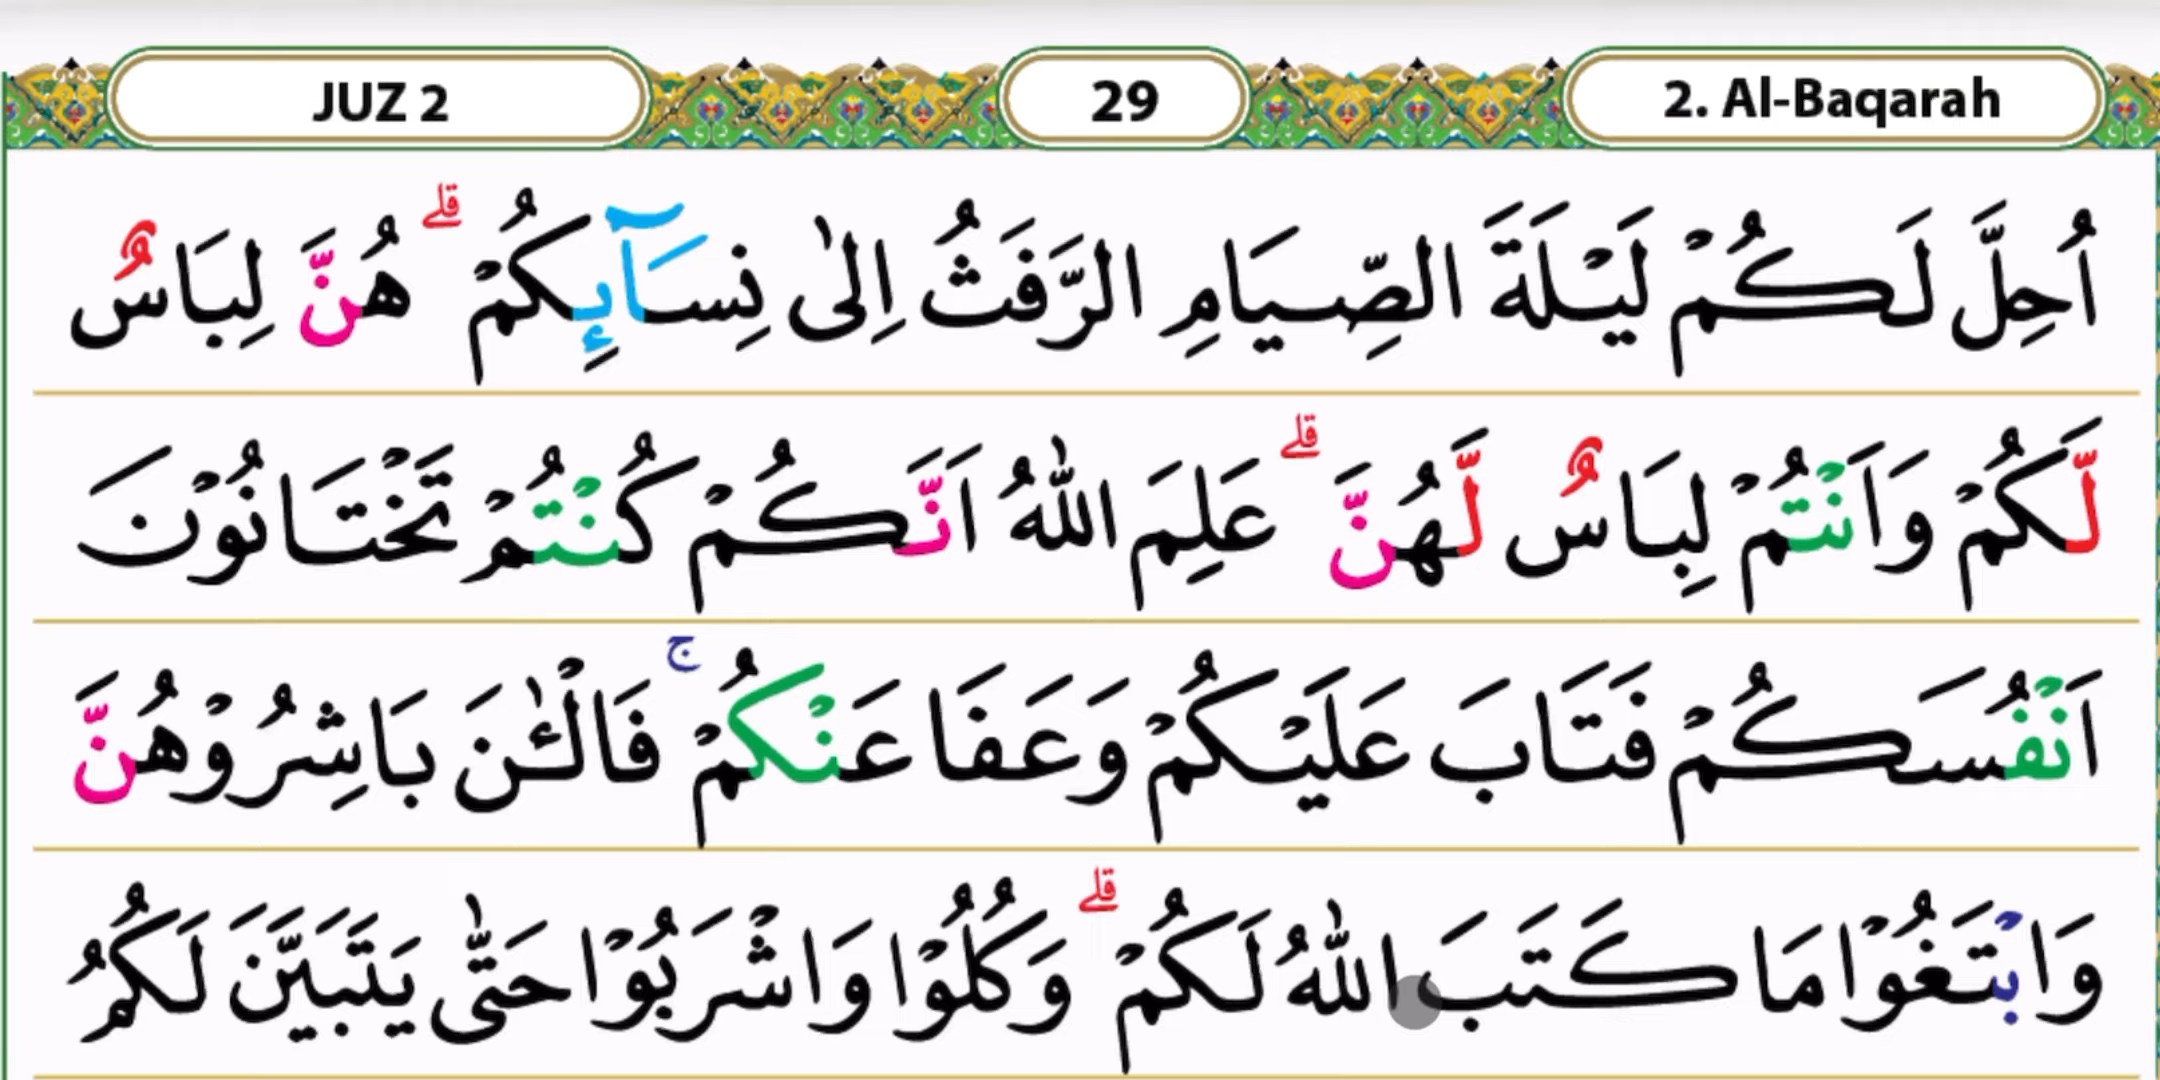 JUZ 2 29 2. Al-Baqarah
اُحِلَّ لَكُمْ لَيْلَةَ الصِّيَامِ الرَّفَثُ اِلٰى نِسَاۤىِٕكُمْ ۗ هُنَّ لِبَاسٌ
لَّكُمْ وَاَنْتُمْ لِبَاسٌ لَّهُنَّ ۗ عَلِمَ اللّٰهُ اَنَّكُمْ كُنْتُمْ تَخْتَانُوْنَ
اَنْفُسَكُمْ فَتَابَ عَلَيْكُمْ وَعَفَا عَنْكُمْ ۚ فَالْـٰٔنَ بَاشِرُوْهُنَّ
وَابْتَغُوْا مَا كَتَبَ اللّٰهُ لَكُمْ ۗ وَكُلُوْا وَاشْرَبُوْا حَتّٰى يَتَبَيَّنَ لَكُمُ